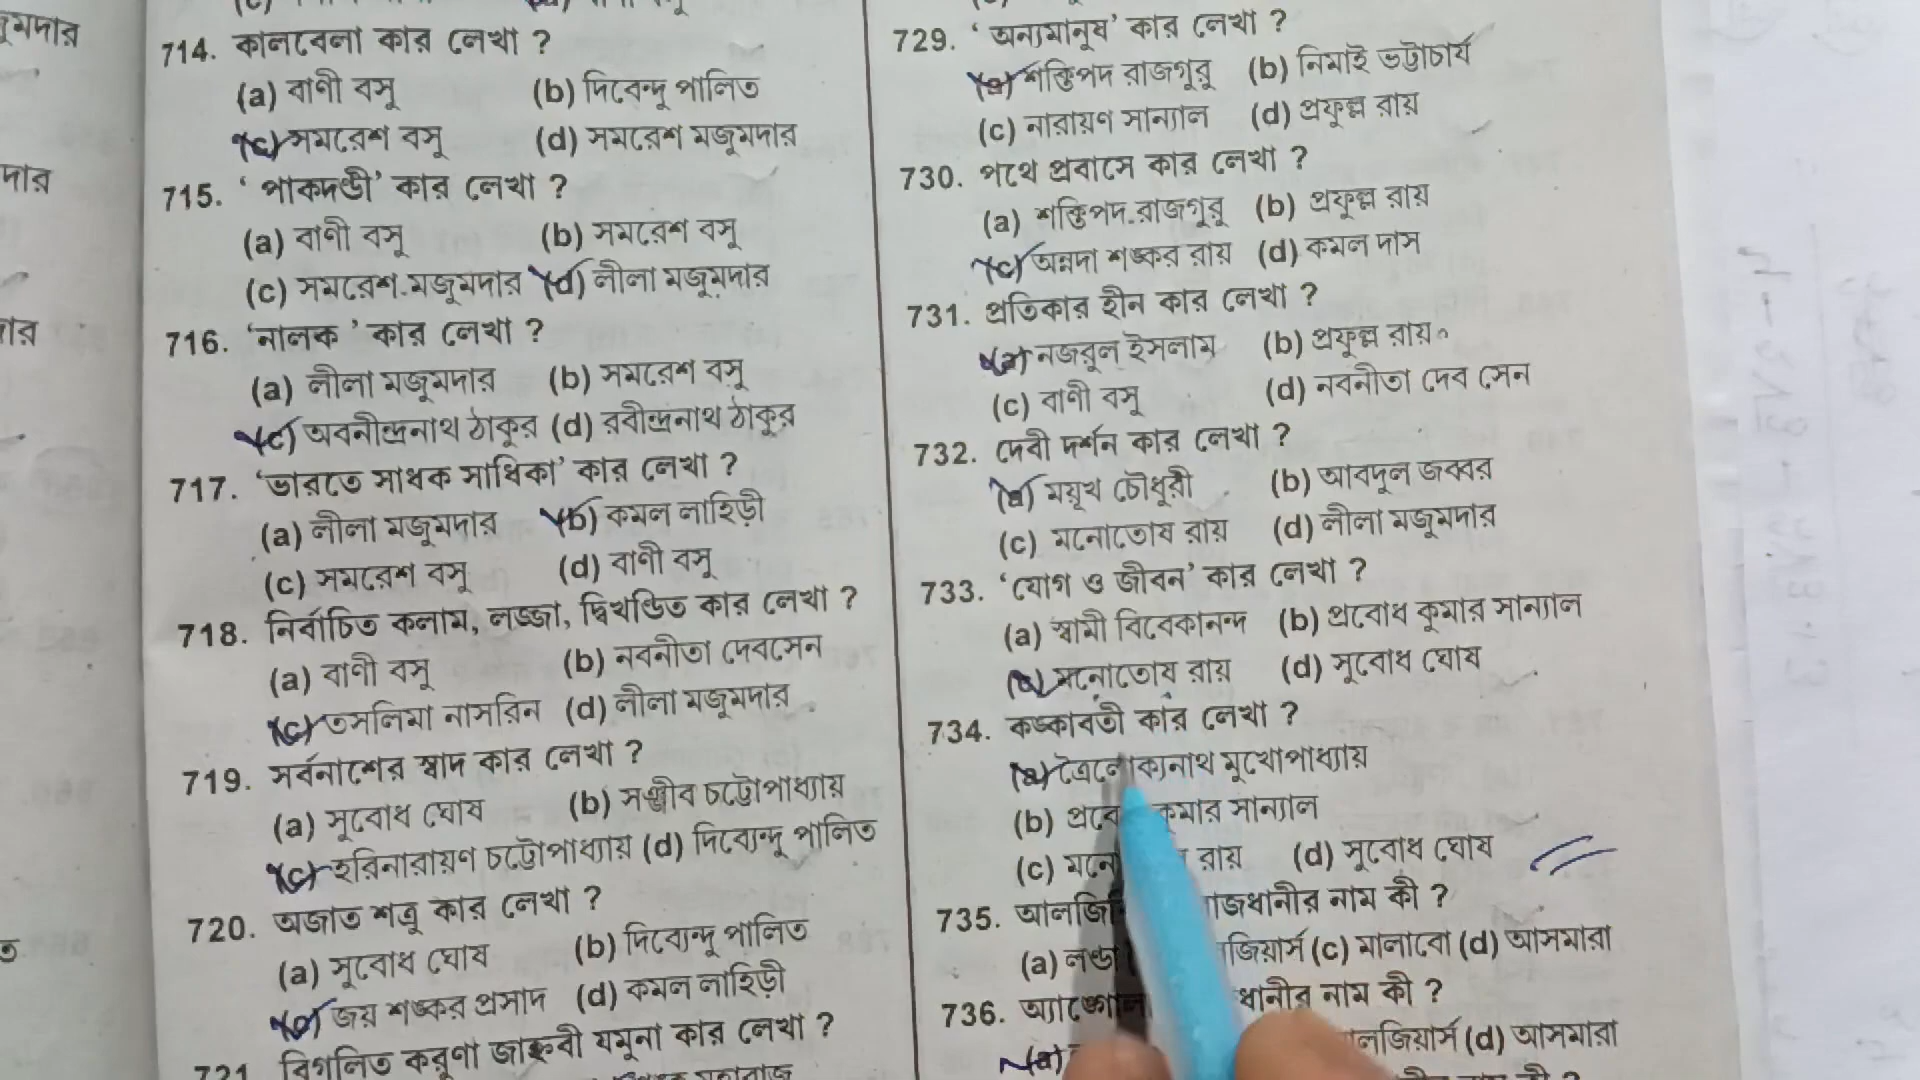 714. কালবেলা কার লেখা ?
(a) বাণী বসু (b) দিবেন্দু পালিত
(c) সমরেশ বসু (d) সমরেশ মজুমদার
715. ‘ পাকদণ্ডী’ কার লেখা ?
(a) বাণী বসু (b) সমরেশ বসু
(c) সমরেশ মজুমদার (d) লীলা মজুমদার
716. ‘নালক ’ কার লেখা ?
(a) লীলা মজুমদার (b) সমরেশ বসু
(c) অবনীন্দ্রনাথ ঠাকুর (d) রবীন্দ্রনাথ ঠাকুর
717. ‘ভারতে সাধক সাধিকা’ কার লেখা ?
(a) লীলা মজুমদার (b) কমল লাহিড়ী
(c) সমরেশ বসু (d) বাণী বসু
718. নির্বাচিত কলাম, লজ্জা, দ্বিখণ্ডিত কার লেখা ?
(a) বাণী বসু (b) নবনীতা দেবসেন
(c) তসলিমা নাসরিন (d) লীলা মজুমদার
719. সর্বনাশের স্বাদ কার লেখা ?
(a) সুবোধ ঘোষ (b) সঞ্জীব চট্টোপাধ্যায়
(c) হরিনারায়ণ চট্টোপাধ্যায় (d) দিব্যেন্দু পালিত
720. অজাত শত্রু কার লেখা ?
(a) সুবোধ ঘোষ (b) দিব্যেন্দু পালিত
(c) জয় শঙ্কর প্রসাদ (d) কমল লাহিড়ী
721 বিগলিত করুণা জাহ্নবী যমুনা কার লেখা ?
729. ‘ অন্যমানুষ’ কার লেখা ?
(a) শক্তিপদ রাজগুরু (b) নিমাই ভট্টাচার্য
(c) নারায়ণ সান্যাল (d) প্রফুল্ল রায়
730. পথে প্রবাসে কার লেখা ?
(a) শক্তিপদ রাজগুরু (b) প্রফুল্ল রায়
(c) অন্নদা শঙ্কর রায় (d) কমল দাস
731. প্রতিকার হীন কার লেখা ?
(a) নজরুল ইসলাম (b) প্রফুল্ল রায়
(c) বাণী বসু (d) নবনীতা দেব সেন
732. দেবী দর্শন কার লেখা ?
(a) ময়ূখ চৌধুরী (b) আবদুল জব্বর
(c) মনোতোষ রায় (d) লীলা মজুমদার
733. ‘যোগ ও জীবন’ কার লেখা ?
(a) স্বামী বিবেকানন্দ (b) প্রবোধ কুমার সান্যাল
(c) মনোতোষ রায় (d) সুবোধ ঘোষ
734. কঙ্কাবতী কার লেখা ?
(a) ত্রৈলোক্যনাথ মুখোপাধ্যায়
(b) কুমার সান্যাল
(c) রায় (d) সুবোধ ঘোষ
735. নাম কী ?
(a) (c) মালাবো (d) আসমারা
736. নাম কী ?
(a) (d) আসমারা